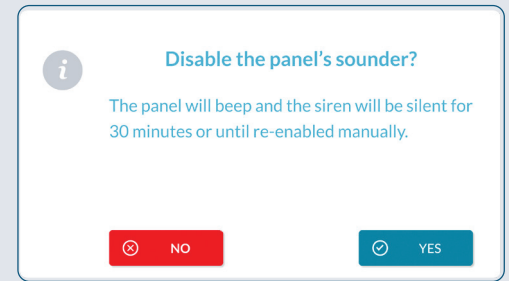 Disable the panel’s sounder?
The panel will beep and the siren will be silent for
30 minutes or until re-enabled manually.
NO
YES